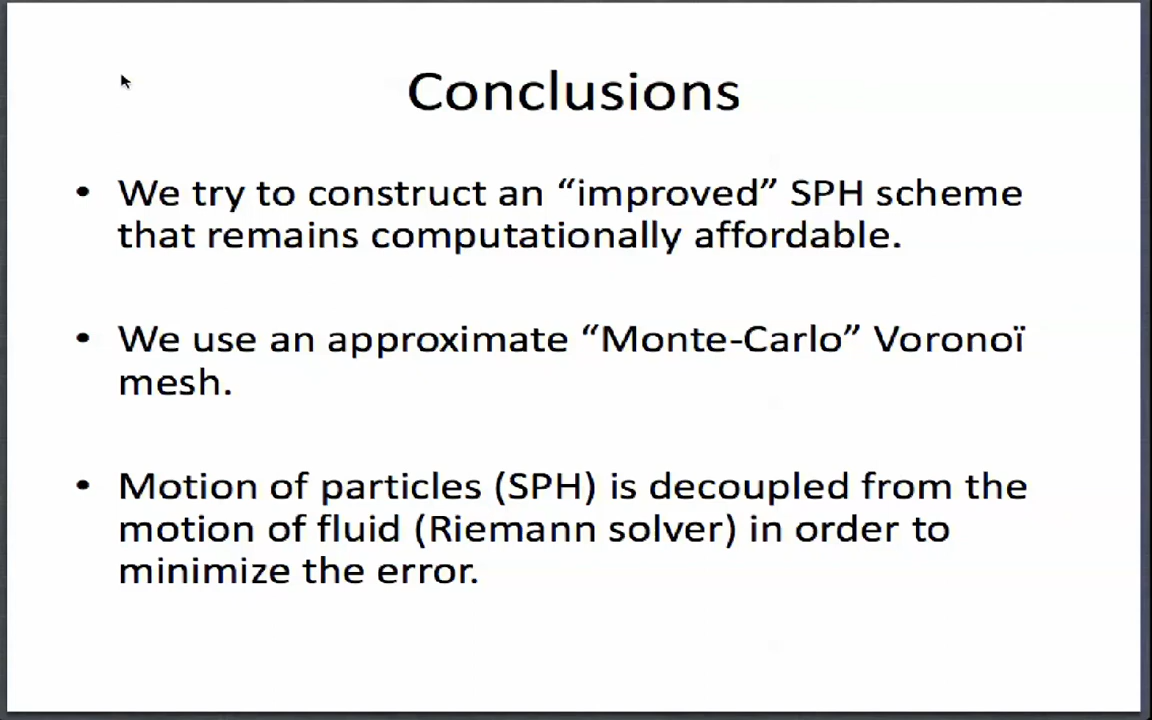 Conclusions
• We try to construct an “improved” SPH scheme
that remains computationally affordable.
• We use an approximate “Monte-Carlo” Voronoï
mesh.
• Motion of particles (SPH) is decoupled from the
motion of fluid (Riemann solver) in order to
minimize the error.